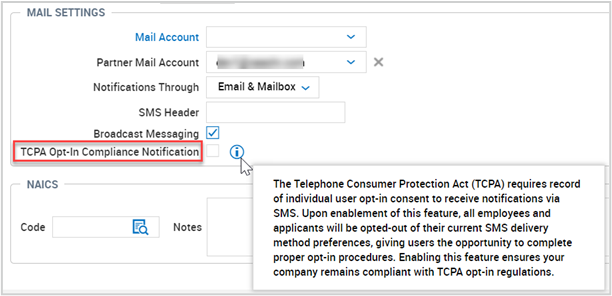 MAIL SETTINGS
Mail Account
Partner Mail Account
Notifications Through Email & Mailbox
SMS Header
Broadcast Messaging
TCPA Opt-In Compliance Notification
The Telephone Consumer Protection Act (TCPA) requires record
of individual user opt-in consent to receive notifications via
SMS. Upon enablement of this feature, all employees and
applicants will be opted-out of their current SMS delivery
method preferences, giving users the opportunity to complete
proper opt-in procedures. Enabling this feature ensures your
company remains compliant with TCPA opt-in regulations.
NAICS
Code Notes